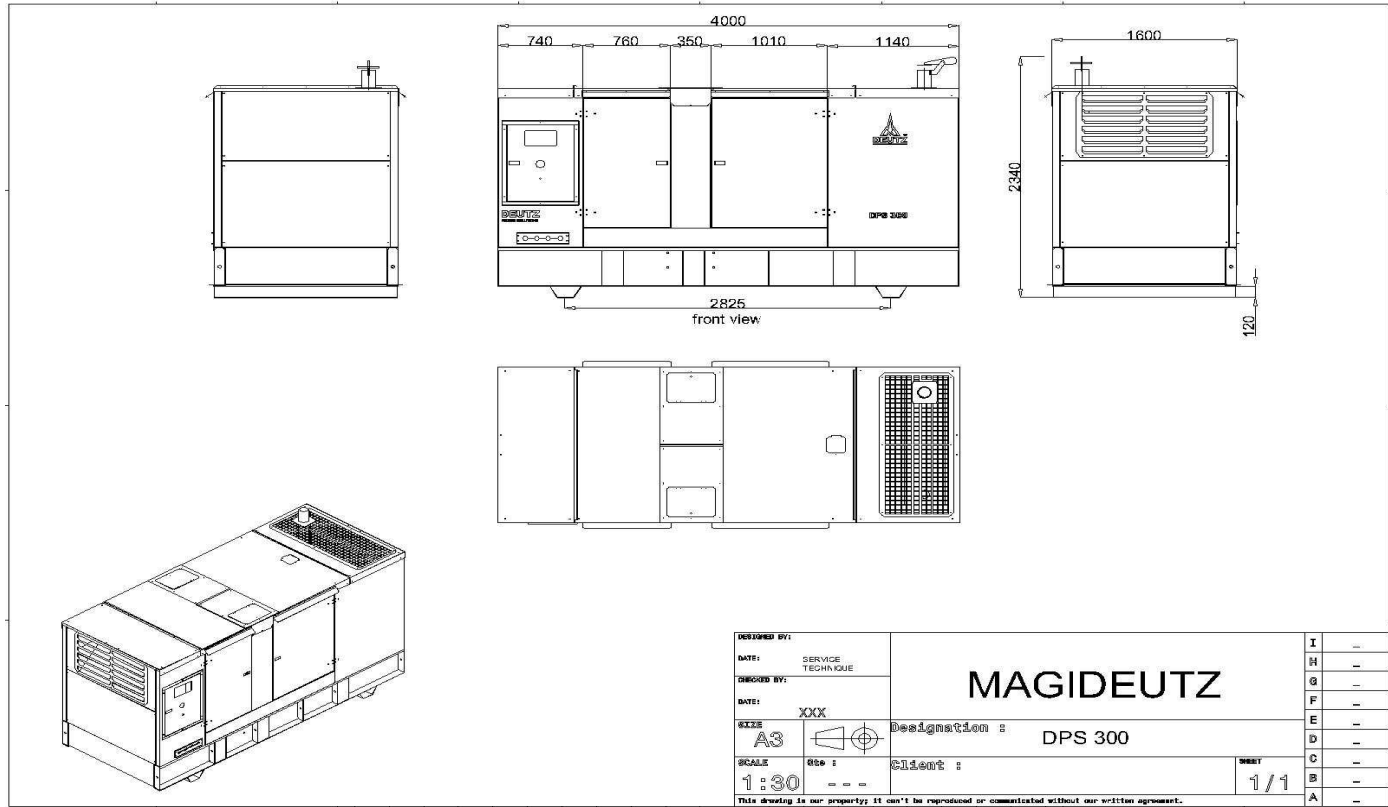 4000
740 760 350 1010 1140
1600
2340
120
DEUTZ
DPS 300
DEUTZ
2825
front view
DESIGNED BY:
DATE: SERVICE TECHNIQUE
CHECKED BY:
DATE: XXX
SIZE
A3
SCALE
1:30
Qte :
- - -
MAGIDEUTZ
Designation :
DPS 300
Client :
SHEET
1/1
This drawing is our property; it can't be reproduced or communicated without our written agreement.
I _
H _
G _
F _
E _
D _
C _
B _
A _